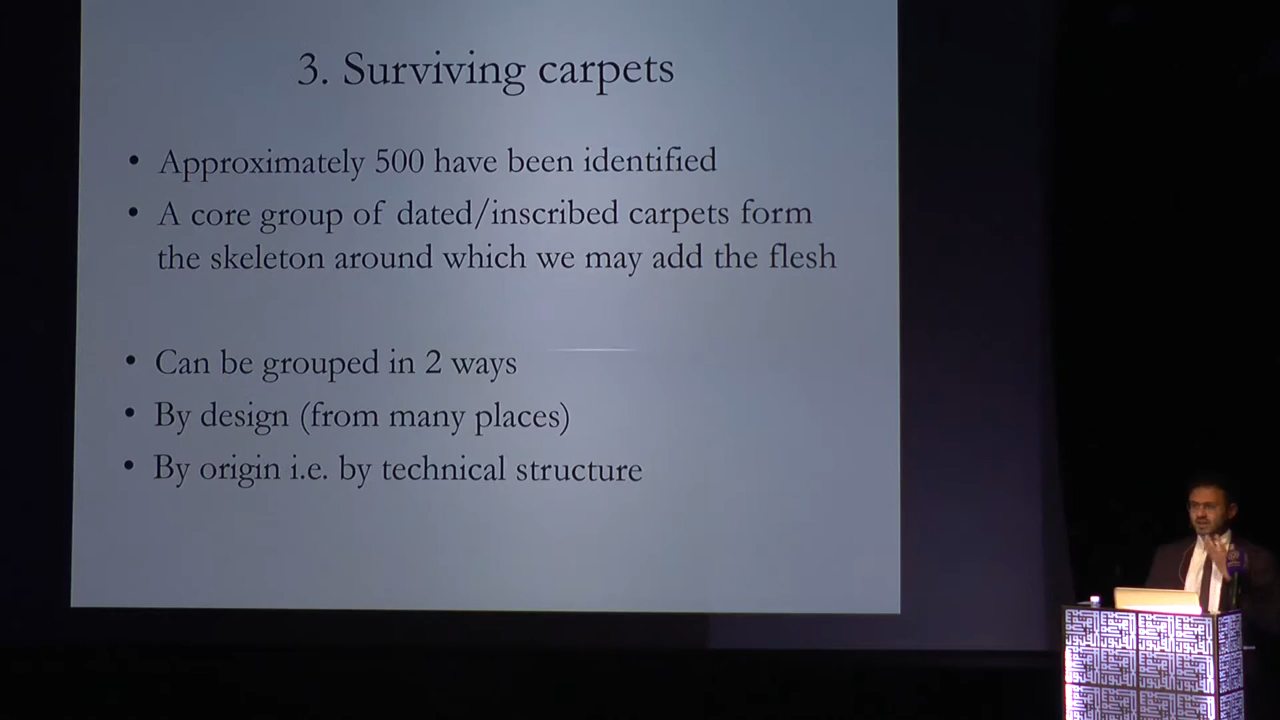 3. Surviving carpets
• Approximately 500 have been identified
• A core group of dated/inscribed carpets form
the skeleton around which we may add the flesh
• Can be grouped in 2 ways
• By design (from many places)
• By origin i.e. by technical structure